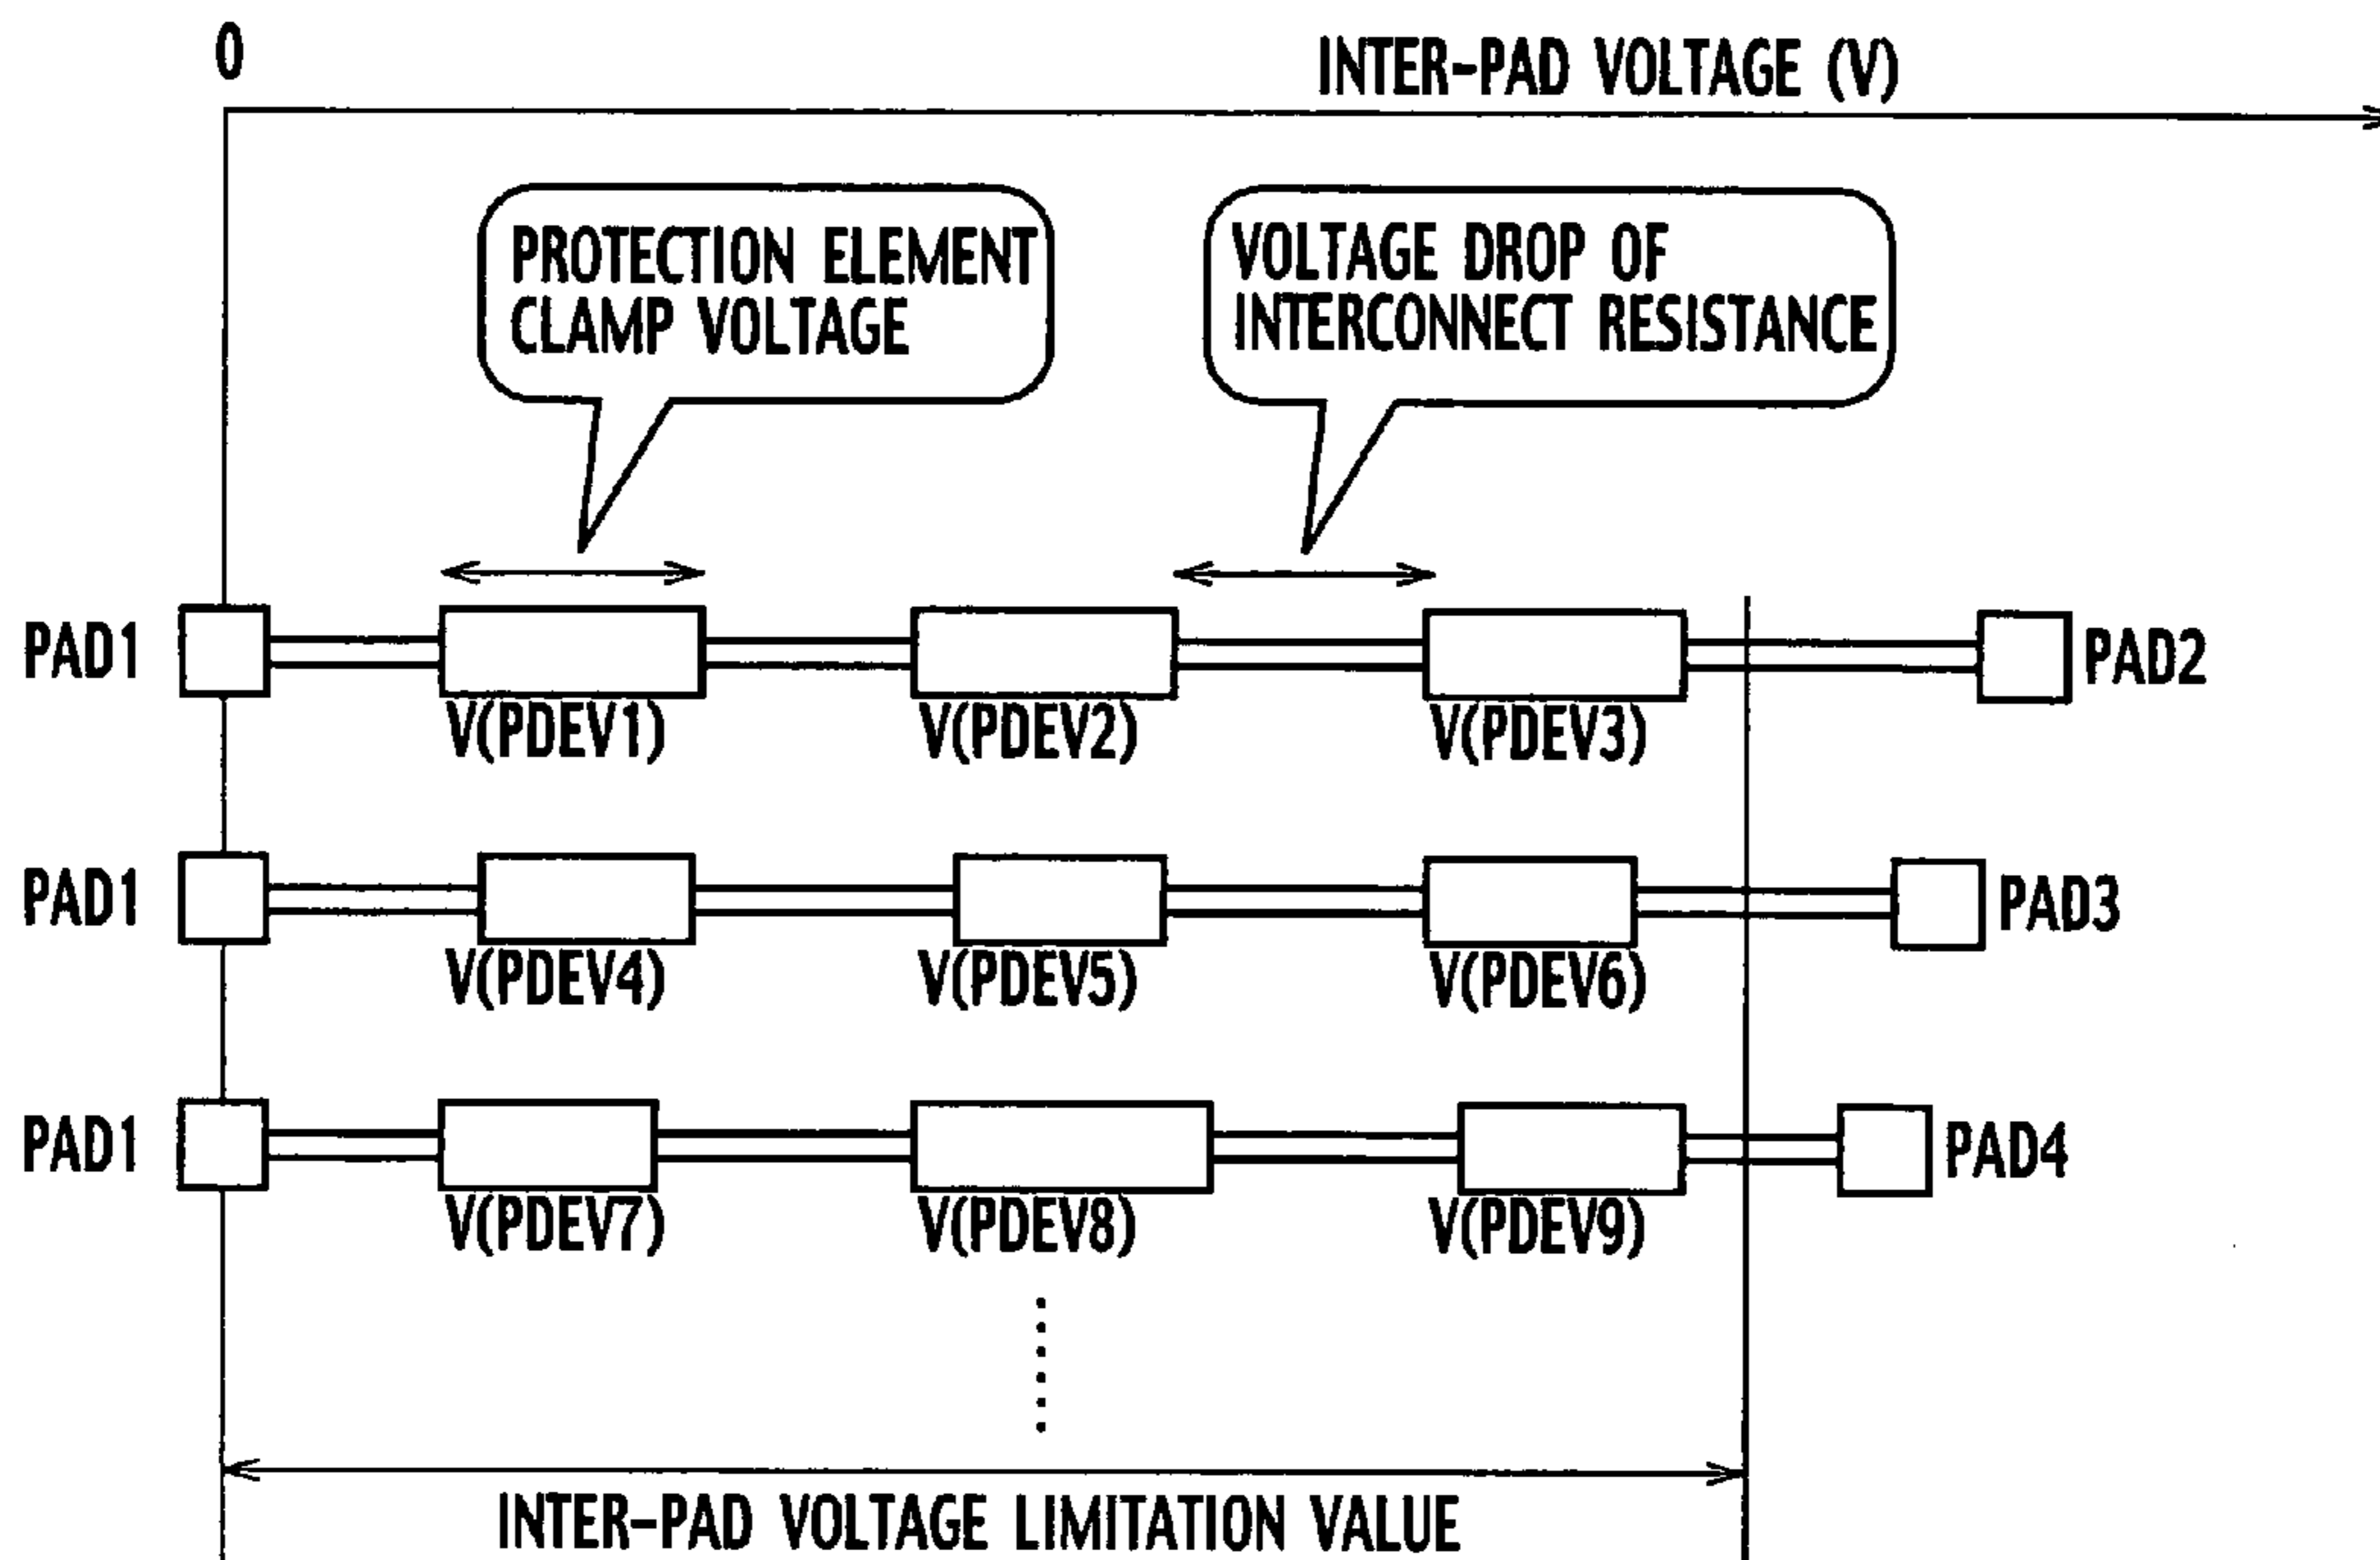 0
INTER-PAD VOLTAGE (V)
PROTECTION ELEMENT
CLAMP VOLTAGE
VOLTAGE DROP OF
INTERCONNECT RESISTANCE
PAD1
PAD2
V(PDEV1)
V(PDEV2)
V(PDEV3)
PAD1
PAD3
V(PDEV4)
V(PDEV5)
V(PDEV6)
PAD1
PAD4
V(PDEV7)
V(PDEV8)
V(PDEV9)
INTER-PAD VOLTAGE LIMITATION VALUE